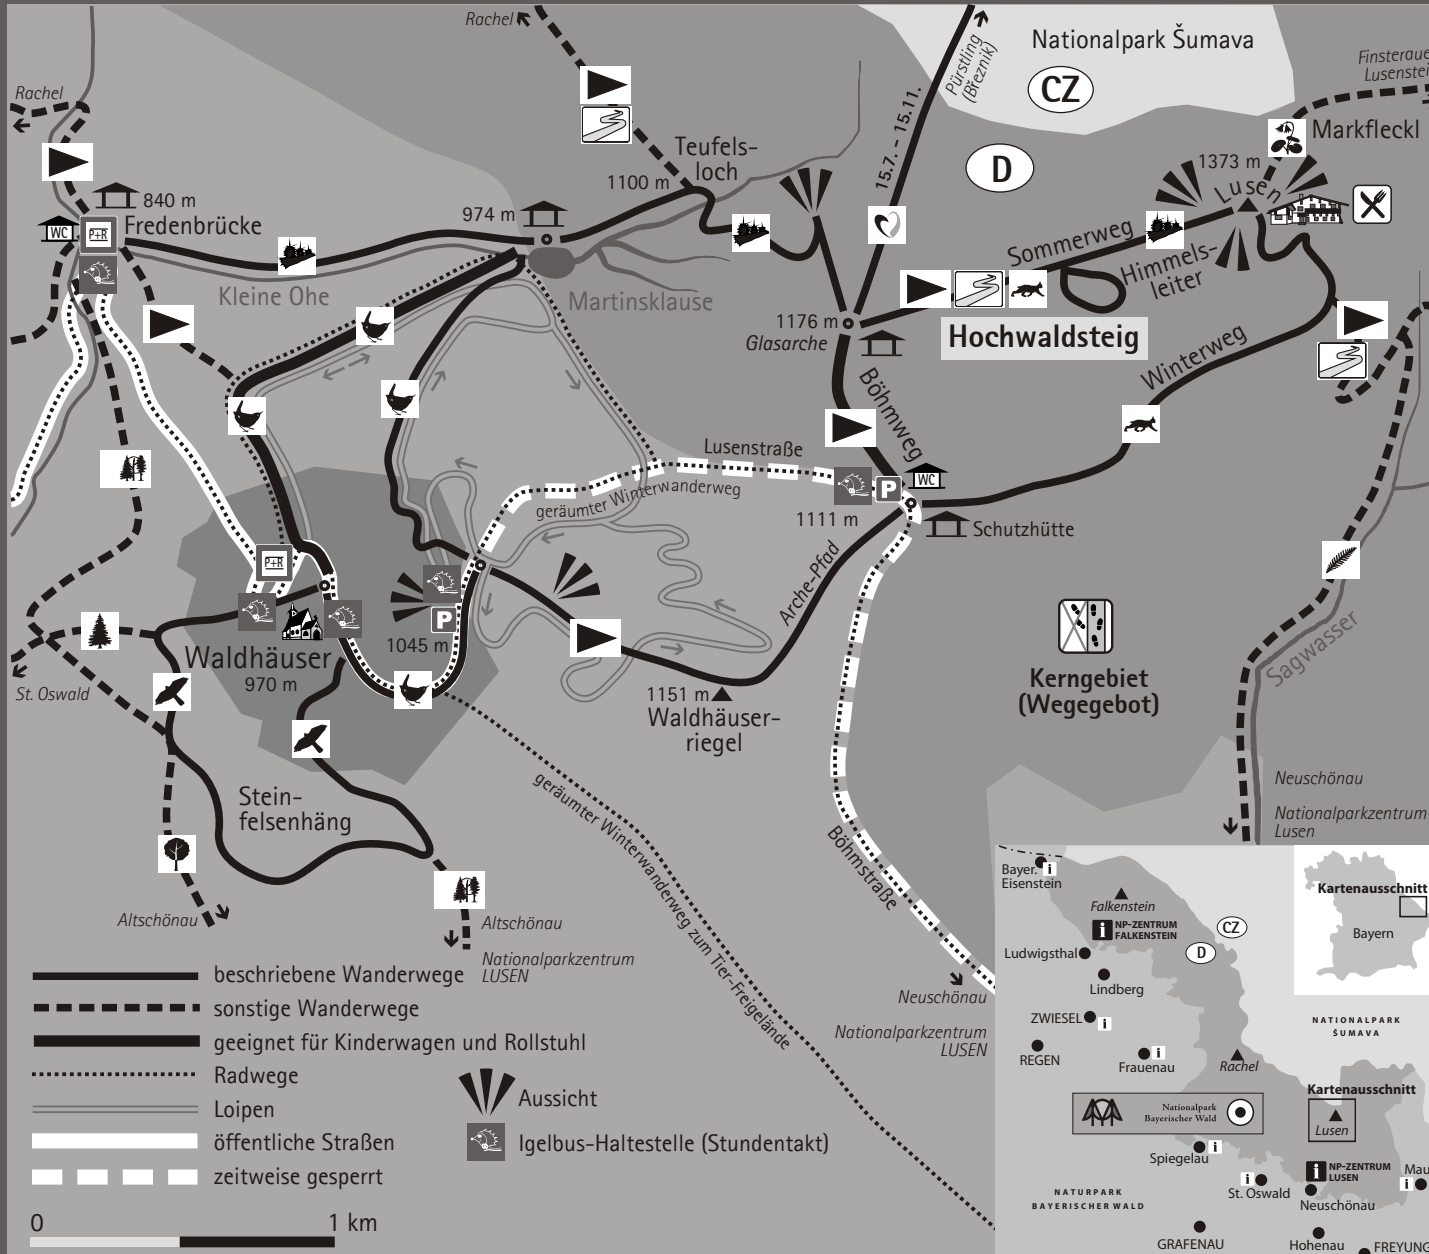 Rachel
Nationalpark Šumava
CZ
Pürstling
(Březnik)
15.7. – 15.11.
Rachel
Markfleckl
D
Teufels-
loch
1100 m
1373 m
Lusen
840 m
Fredenbrücke
WC
P+R
974 m
Kleine Ohe
Martinsklause
Sommerweg
Himmels-
leiter
1176 m
Glasarche
Hochwaldsteig
Winterweg
Böhmweg
Lusenstraße
geräumter Winterwanderweg
P
WC
1111 m
Schutzhütte
Arche-Pfad
P+R
P
1045 m
Waldhäuser
970 m
St. Oswald
1151 m
Waldhäuser-
riegel
Kerngebiet
(Wegegebot)
Sagwasser
Stein-
felsenhäng
geräumter Winterwanderweg zum Tier-Freigelände
Böhmstraße
Neuschönau
Nationalparkzentrum
Lusen
Altschönau
Altschönau
Nationalparkzentrum
LUSEN
Neuschönau
Nationalparkzentrum
LUSEN
beschriebene Wanderwege
sonstige Wanderwege
geeignet für Kinderwagen und Rollstuhl
Radwege
Loipen
öffentliche Straßen
zeitweise gesperrt
Aussicht
Igelbus-Haltestelle (Stundentakt)
0 1 km
Bayer.
Eisenstein
i
Falkenstein
i NP-ZENTRUM
FALKENSTEIN
CZ
D
Ludwigsthal
Lindberg
ZWIESEL
i
REGEN
Frauenau
i
Rachel
Kartenausschnitt
Bayern
NATIONALPARK
ŠUMAVA
Kartenausschnitt
Lusen
Nationalpark
Bayerischer Wald
Spiegelau
i
i
St. Oswald
i NP-ZENTRUM
LUSEN
Neuschönau
i
NATURPARK
BAYERISCHER WALD
GRAFENAU
Hohenau
FREYUNG